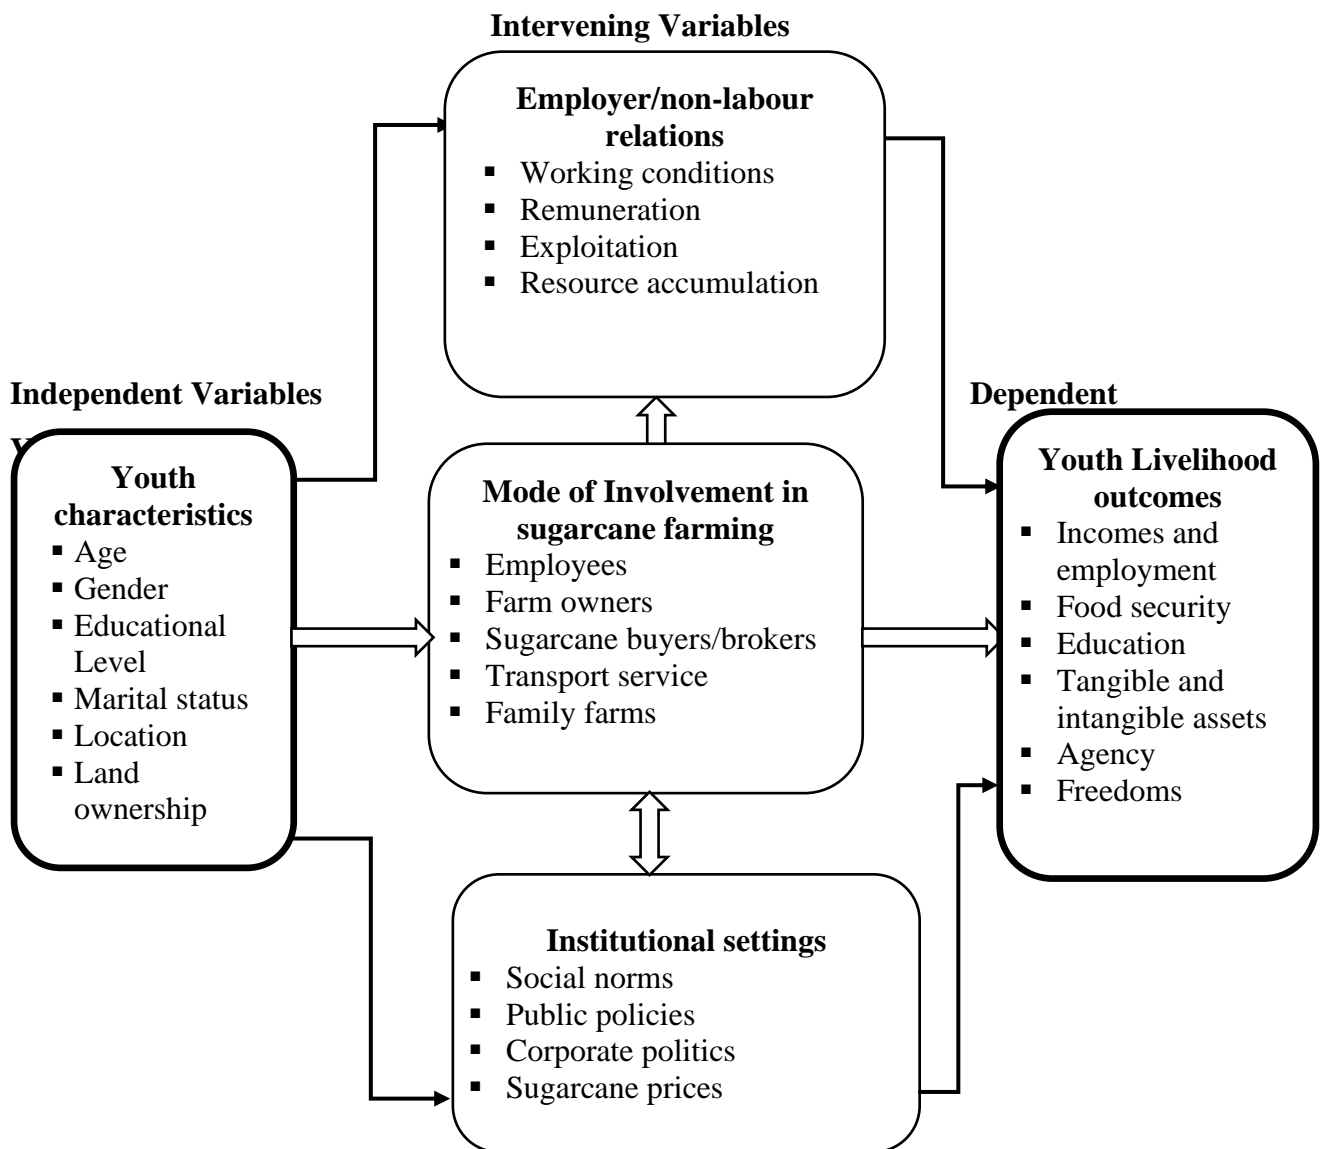 Intervening Variables
Employer/non-labour
relations
▪ Working conditions
▪ Remuneration
▪ Exploitation
▪ Resource accumulation
Independent Variables
Youth
characteristics
▪ Age
▪ Gender
▪ Educational
Level
▪ Marital status
▪ Location
▪ Land
ownership
Mode of Involvement in
sugarcane farming
▪ Employees
▪ Farm owners
▪ Sugarcane buyers/brokers
▪ Transport service
▪ Family farms
Dependent
Youth Livelihood
outcomes
▪ Incomes and
employment
▪ Food security
▪ Education
▪ Tangible and
intangible assets
▪ Agency
▪ Freedoms
Institutional settings
▪ Social norms
▪ Public policies
▪ Corporate politics
▪ Sugarcane prices